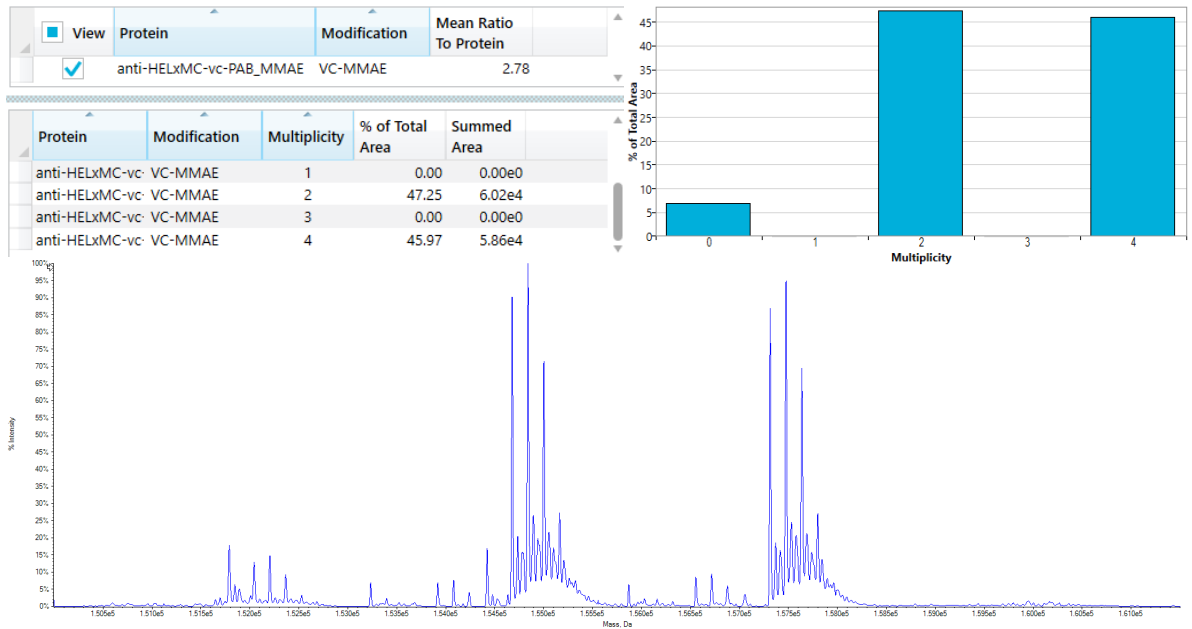 View Protein Modification Mean Ratio
To Protein
anti-HELxMC-vc-PAB_MMAE VC-MMAE 2.78
Protein Modification Multiplicity % of Total
Area Summed
Area
anti-HELxMC-vc- VC-MMAE 1 0.00 0.00e0
anti-HELxMC-vc- VC-MMAE 2 47.25 6.02e4
anti-HELxMC-vc- VC-MMAE 3 0.00 0.00e0
anti-HELxMC-vc- VC-MMAE 4 45.97 5.86e4
% of Total Area
45
40
35
30
25
20
15
10
5
0
0 1 2 3 4
Multiplicity
% Intensity
100%
95%
90%
85%
80%
75%
70%
65%
60%
55%
50%
45%
40%
35%
30%
25%
20%
15%
10%
5%
0%
1.505e5 1.510e5 1.515e5 1.520e5 1.525e5 1.530e5 1.535e5 1.540e5 1.545e5 1.550e5 1.555e5 1.560e5 1.565e5 1.570e5 1.575e5 1.580e5 1.585e5 1.590e5 1.595e5 1.600e5 1.605e5 1.610e5
Mass, Da